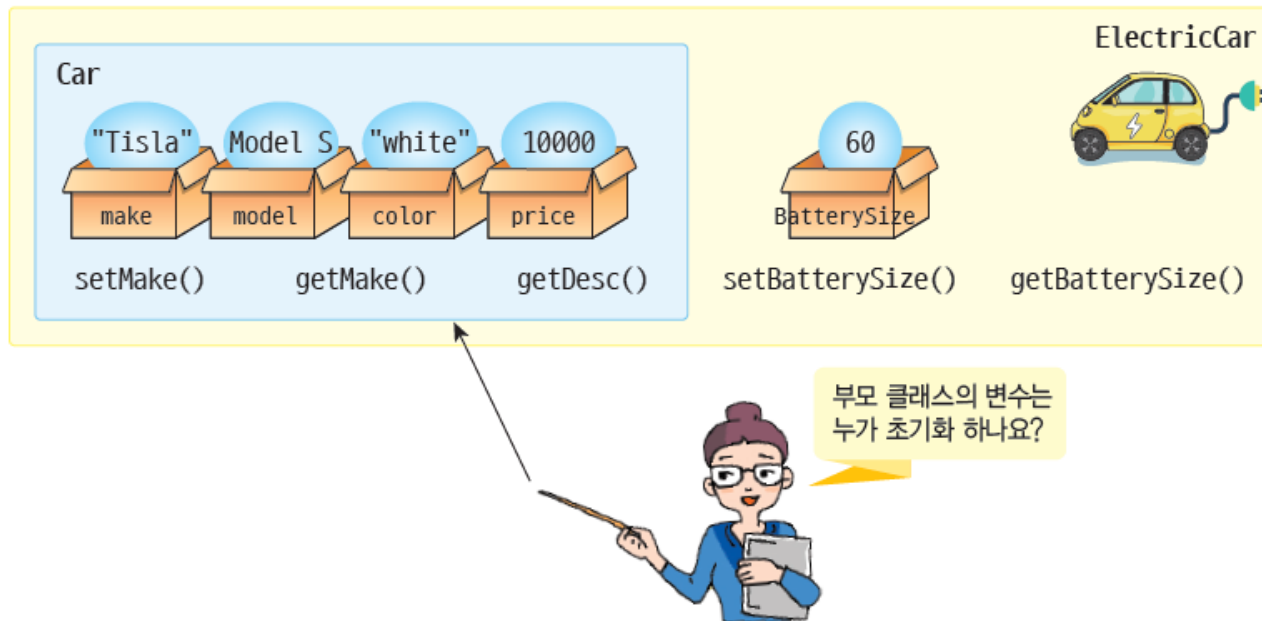 ElectricCar
Car
"Tisla" Model S "white" 10000 60
make model color price BatterySize
setMake() getMake() getDesc() setBatterySize() getBatterySize()
부모 클래스의 변수는
누가 초기화 하나요?